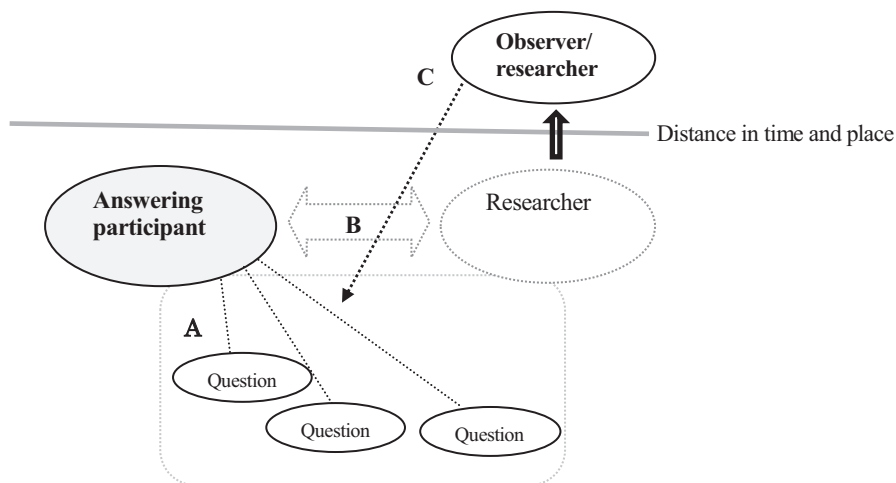 Observer/
researcher
C
Distance in time and place
Answering
participant
B
Researcher
A
Question
Question
Question